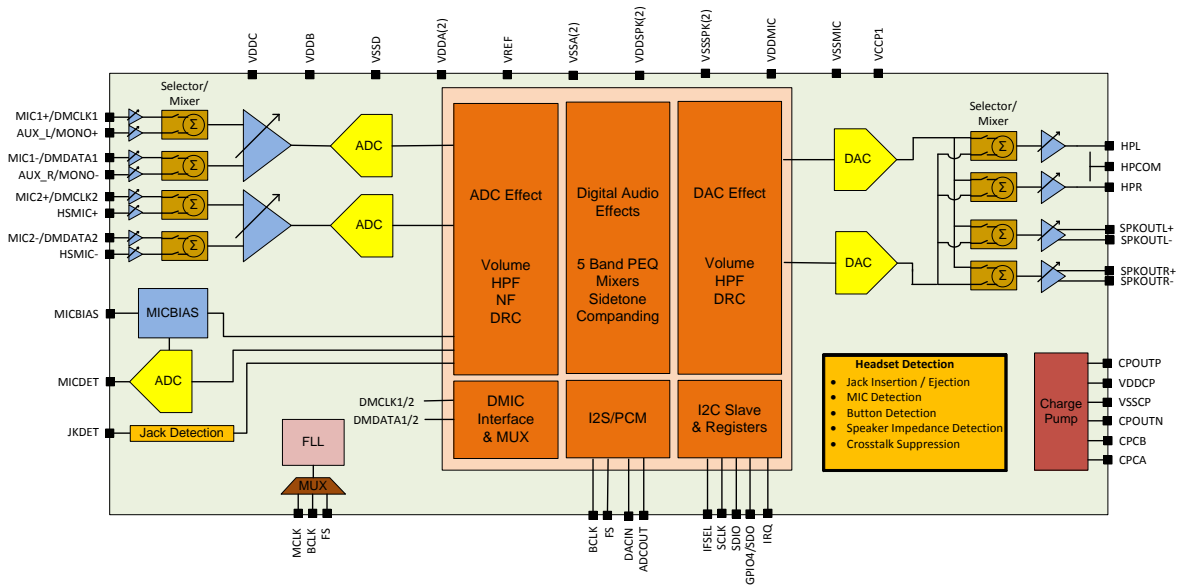 VDDC
VDDB
VSSD
VDDA(2)
VREF
VSSA(2)
VDDSPK(2)
VSSSPK(2)
VDDMIC
VSSMIC
VCCP1
Selector/
Mixer
MIC1+/DMCLK1
AUX_L/MONO+
MIC1-/DMDATA1
AUX_R/MONO-
MIC2+/DMCLK2
HSMIC+
MIC2-/DMDATA2
HSMIC-
Σ
Σ
Σ
Σ
ADC
ADC
MICBIAS
MICBIAS
MICDET
ADC
JKDET
Jack Detection
FLL
MUX
MCLK
BCLK
FS
ADC Effect
Volume
HPF
NF
DRC
Digital Audio
Effects
5 Band PEQ
Mixers
Sidetone
Companding
DAC Effect
Volume
HPF
DRC
DMCLK1/2
DMDATA1/2
DMIC
Interface
& MUX
I2S/PCM
I2C Slave
& Registers
BCLK
FS
DACIN
ADCOUT
IFSEL
SCLK
SDIO
GPIO4/SDO
IRQ
DAC
DAC
Selector/
Mixer
Σ
Σ
Σ
Σ
HPL
HPCOM
HPR
SPKOUTL+
SPKOUTL-
SPKOUTR+
SPKOUTR-
Headset Detection
• Jack Insertion / Ejection
• MIC Detection
• Button Detection
• Speaker Impedance Detection
• Crosstalk Suppression
Charge
Pump
CPOUTP
VDDCP
VSSCP
CPOUTN
CPCB
CPCA